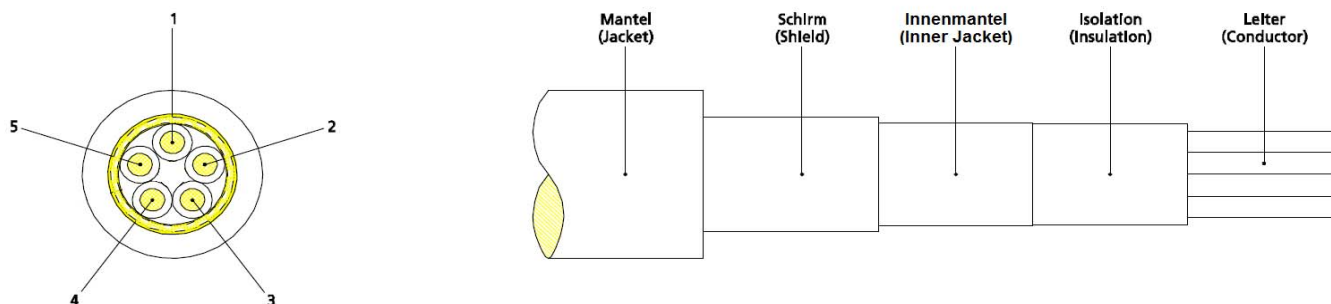 1
5
2
4
3
Mantel
(Jacket)
Schirm
(Shield)
Innenmantel
(Inner Jacket)
Isolation
(Insulation)
Leiter
(Conductor)